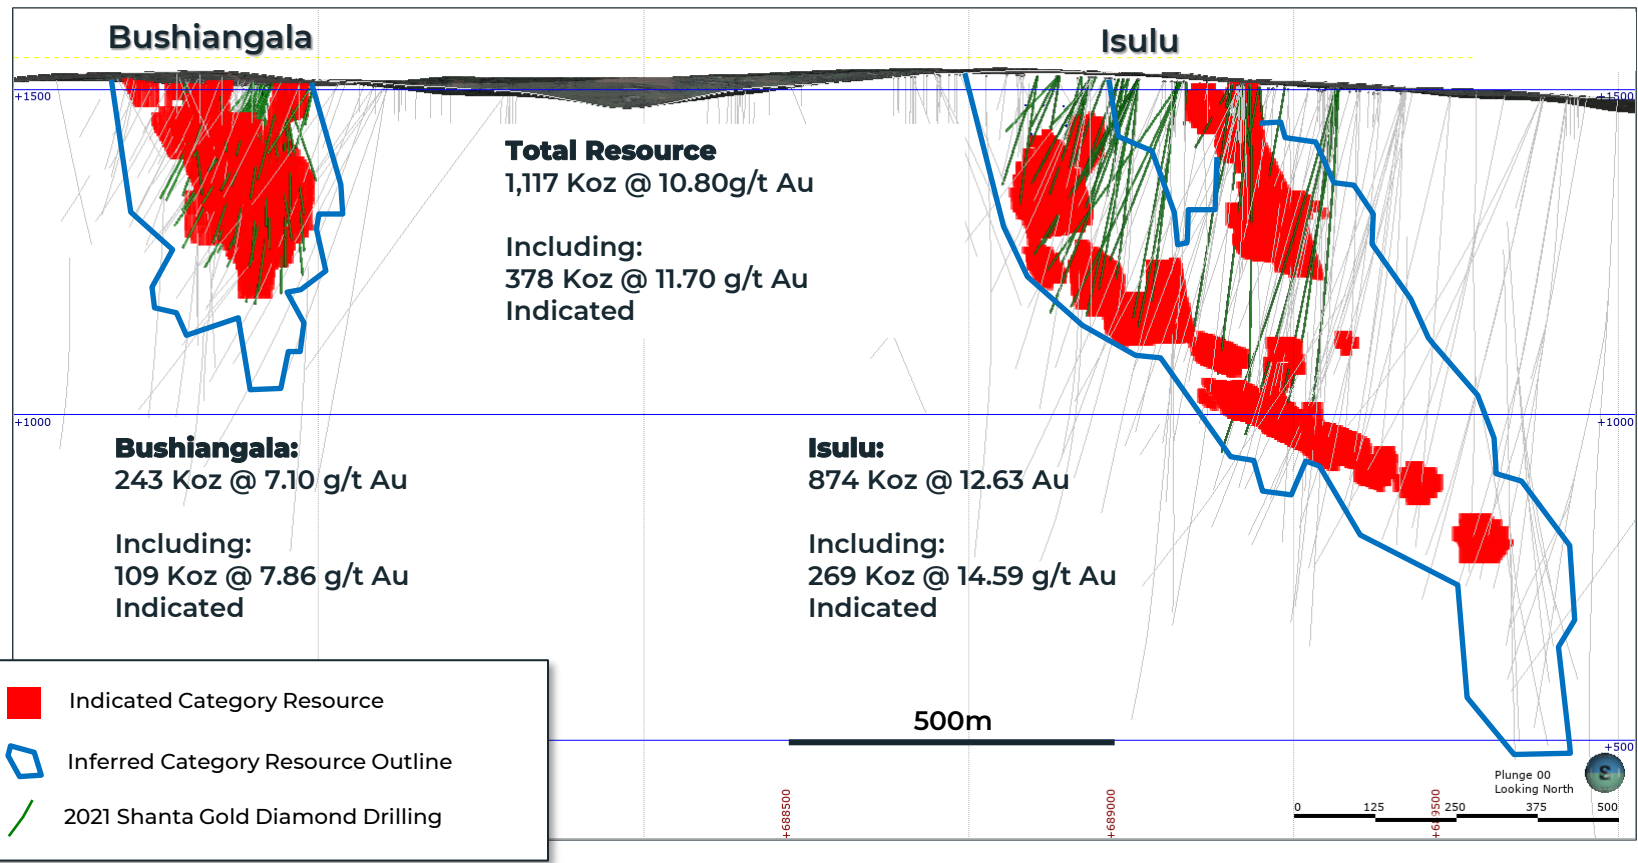 Bushiangala
Isulu
+1500
+1500
Total Resource
1,117 Koz @ 10.80g/t Au
Including:
378 Koz @ 11.70 g/t Au
Indicated
+1000
+1000
Bushiangala:
243 Koz @ 7.10 g/t Au
Including:
109 Koz @ 7.86 g/t Au
Indicated
Isulu:
874 Koz @ 12.63 Au
Including:
269 Koz @ 14.59 g/t Au
Indicated
Indicated Category Resource
Inferred Category Resource Outline
2021 Shanta Gold Diamond Drilling
500m
+500
Plunge 00
Looking North
S
0 125 250 375 500
+688500
+689000
+689500